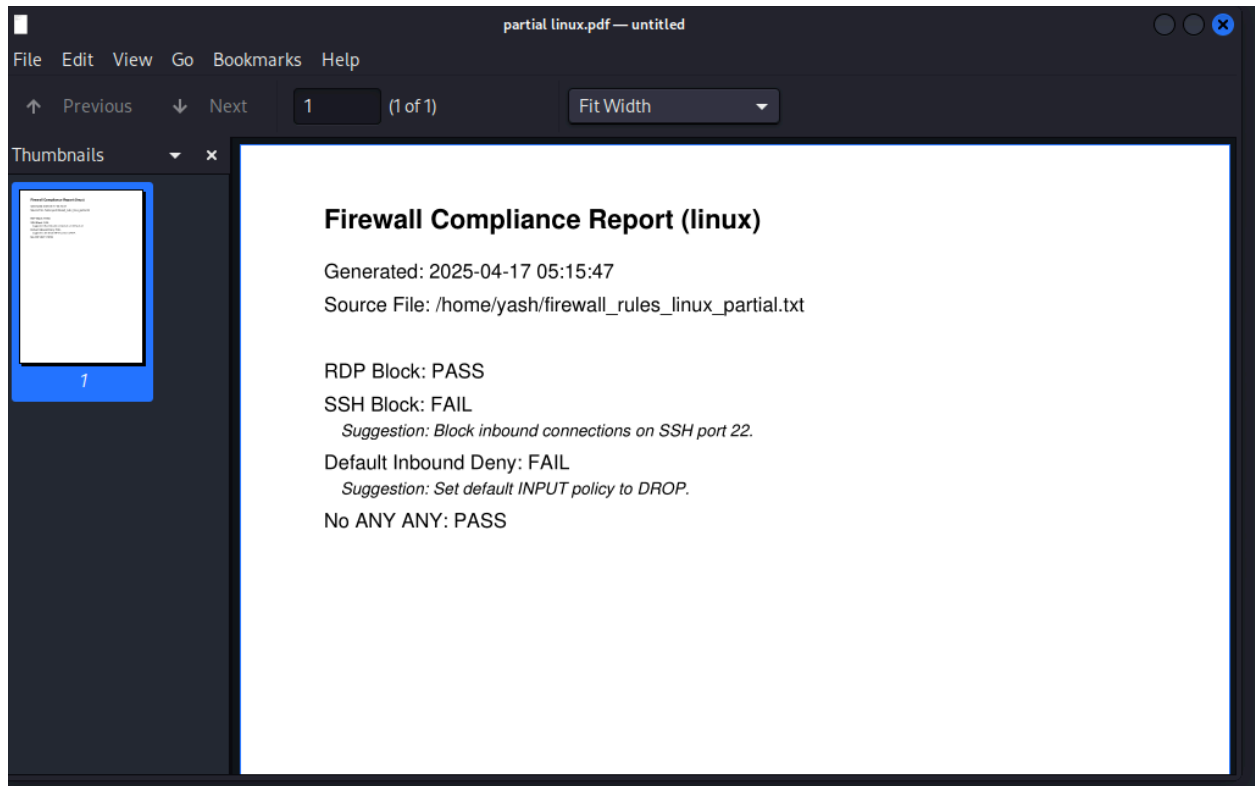 partial linux.pdf — untitled
File Edit View Go Bookmarks Help
Previous Next 1 (1 of 1) Fit Width
Thumbnails
1
Firewall Compliance Report (linux)
Generated: 2025-04-17 05:15:47
Source File: /home/yash/firewall_rules_linux_partial.txt
RDP Block: PASS
SSH Block: FAIL
Suggestion: Block inbound connections on SSH port 22.
Default Inbound Deny: FAIL
Suggestion: Set default INPUT policy to DROP.
No ANY ANY: PASS